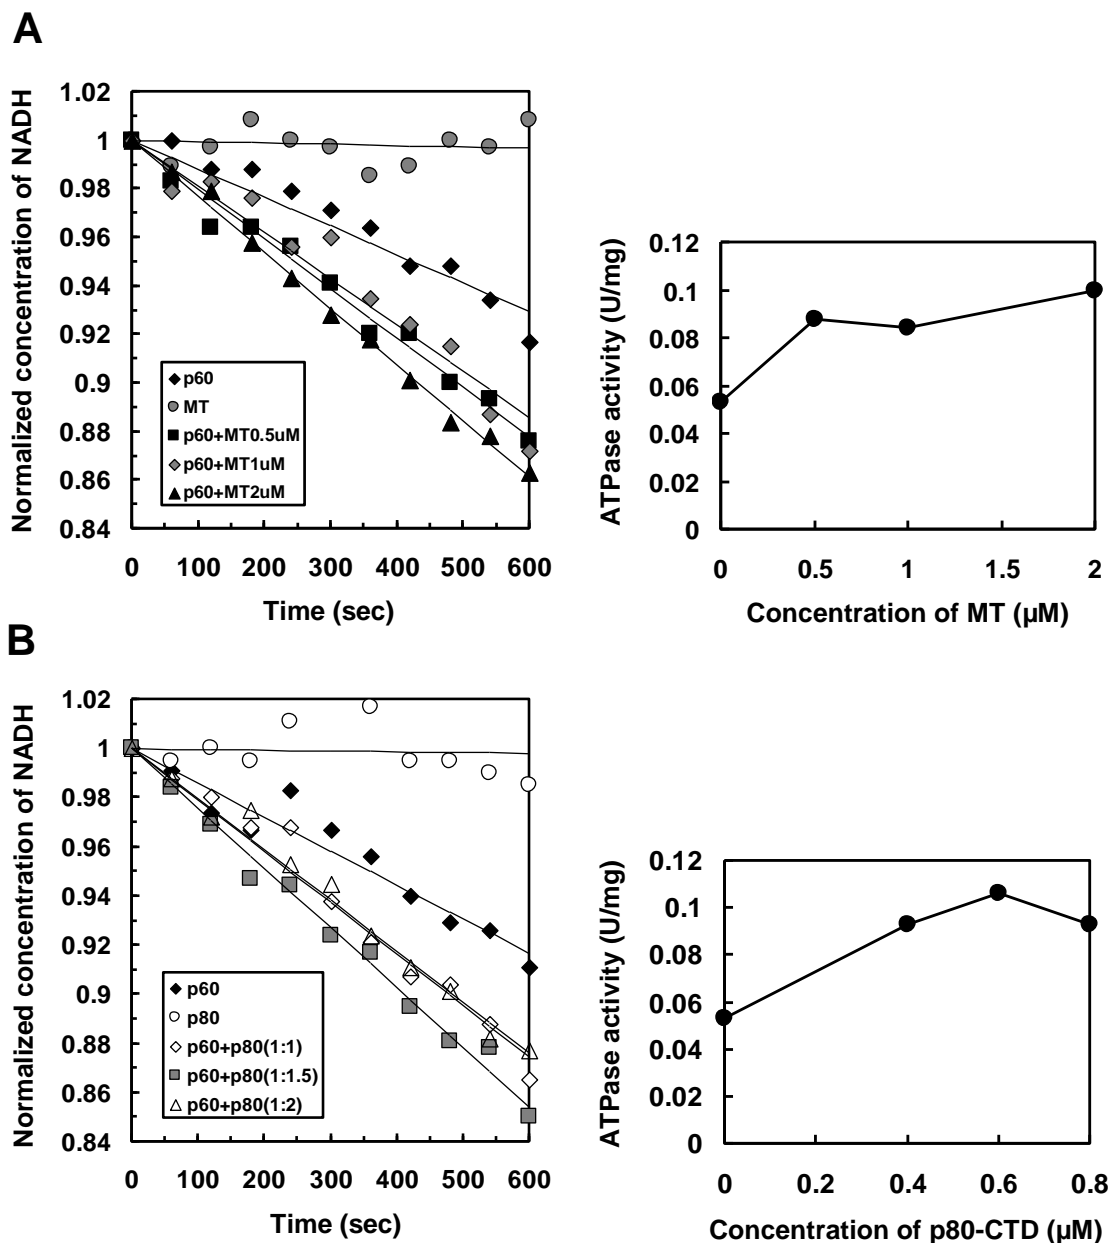 A
Normalized concentration of NADH
1.02
1
0.98
0.96
0.94
0.92
0.9
0.88
0.86
0.84
p60
MT
p60+MT0.5uM
p60+MT1uM
p60+MT2uM
0 100 200 300 400 500 600
Time (sec)
ATPase activity (U/mg)
0.12
0.1
0.08
0.06
0.04
0.02
0
0 0.5 1 1.5 2
Concentration of MT (µM)
B
Normalized concentration of NADH
1.02
1
0.98
0.96
0.94
0.92
0.9
0.88
0.86
0.84
p60
p80
p60+p80(1:1)
p60+p80(1:1.5)
p60+p80(1:2)
0 100 200 300 400 500 600
Time (sec)
ATPase activity (U/mg)
0.12
0.1
0.08
0.06
0.04
0.02
0
0 0.2 0.4 0.6 0.8
Concentration of p80-CTD (µM)